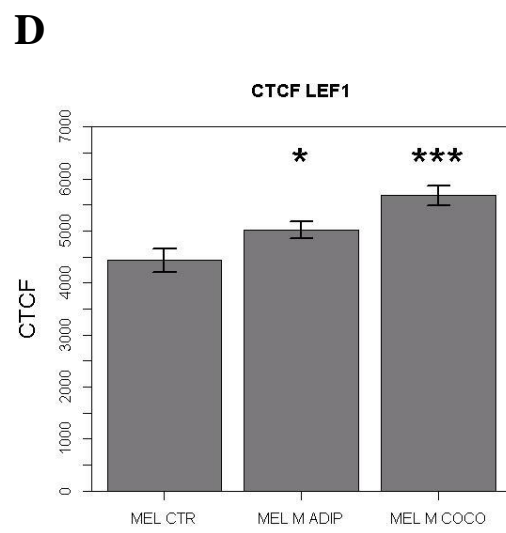 D
CTCF LEF1
7000
6000
5000
4000
3000
2000
1000
0
CTCF
*
***
MEL CTR
MEL M ADIP
MEL M COCO